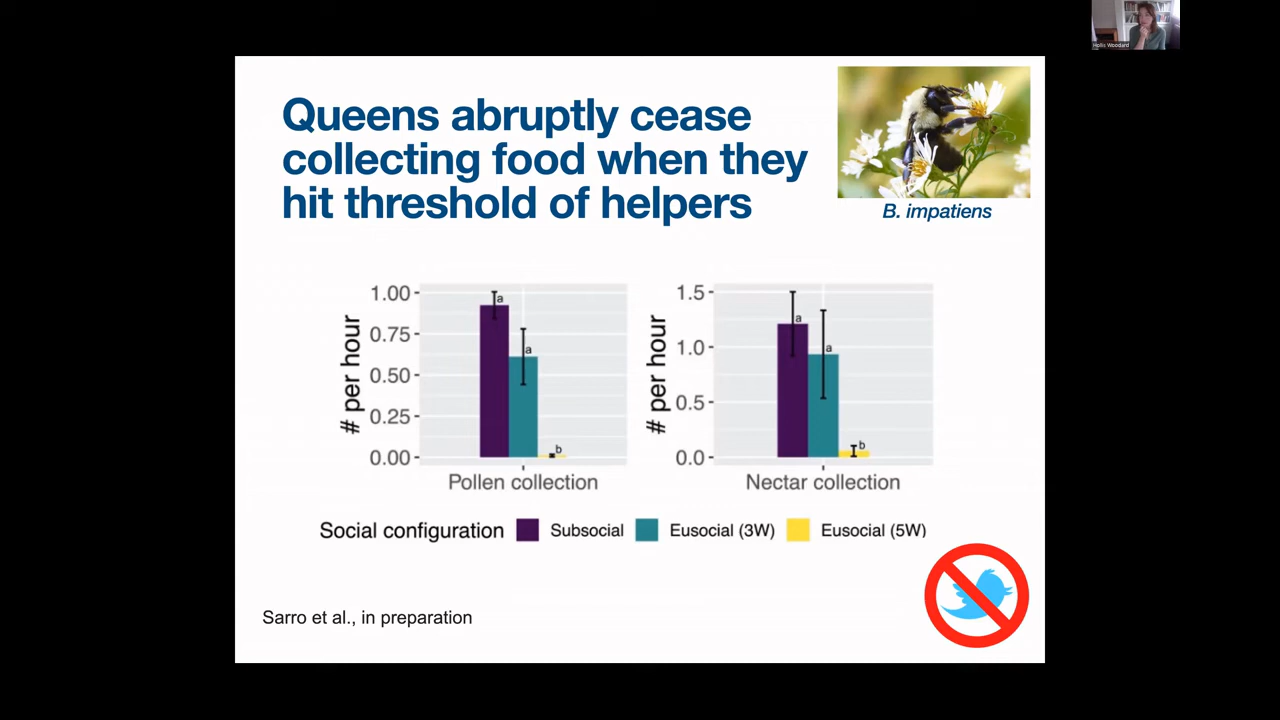 Hollis Woodard
Queens abruptly cease
collecting food when they
hit threshold of helpers
B. impatiens
# per hour
1.00
0.75
0.50
0.25
0.00
a
a
b
Pollen collection
# per hour
1.5
1.0
0.5
0.0
a
a
b
Nectar collection
Social configuration Subsocial Eusocial (3W) Eusocial (5W)
Sarro et al., in preparation